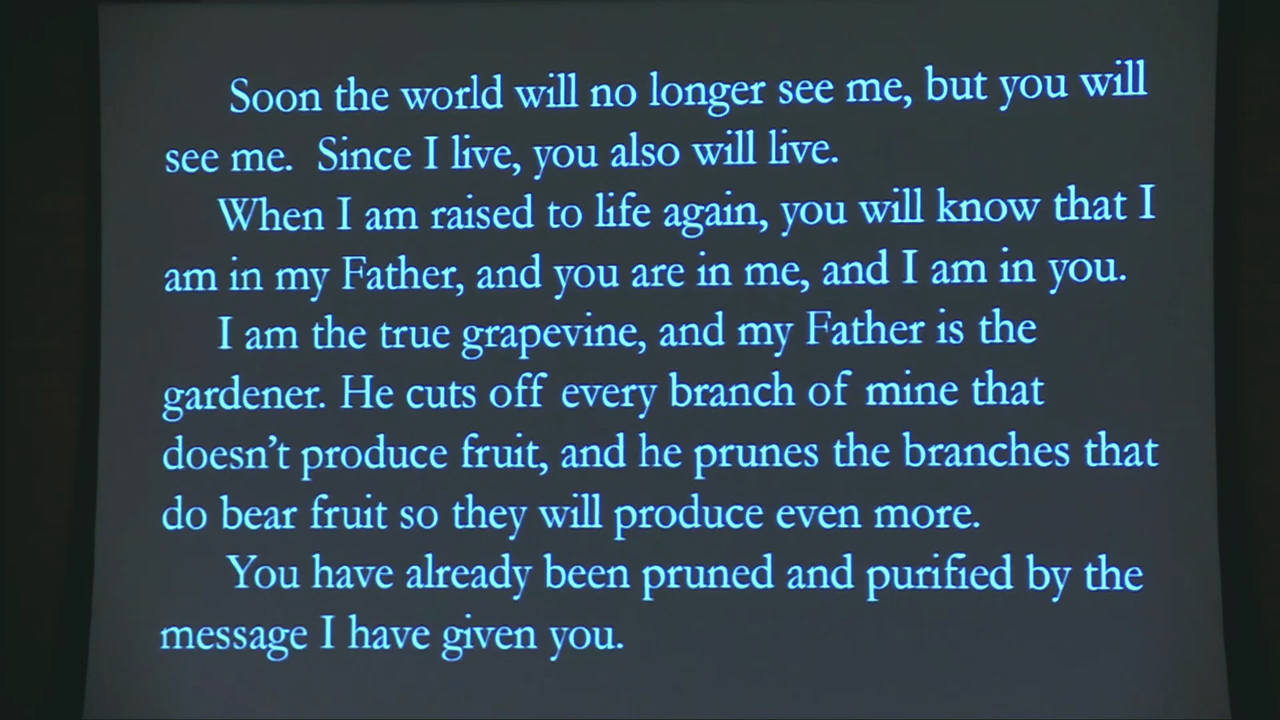 Soon the world will no longer see me, but you will
see me. Since I live, you also will live.
When I am raised to life again, you will know that I
am in my Father, and you are in me, and I am in you.
I am the true grapevine, and my Father is the
gardener. He cuts off every branch of mine that
doesn’t produce fruit, and he prunes the branches that
do bear fruit so they will produce even more.
You have already been pruned and purified by the
message I have given you.